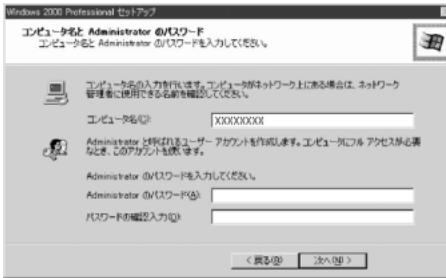 Windows 2000 Professional セットアップ
コンピュータ名と Administrator のパスワード
コンピュータ名と Administrator のパスワードを入力してください。
コンピュータ名の入力を行います。コンピュータがネットワーク上にある場合は、ネットワーク
管理者に使用できる名前を確認してください。
コンピュータ名(C):
XXXXXXXX
Administrator と呼ばれるユーザー アカウントを作成します。コンピュータにフル アクセスが必要
なとき、このアカウントを使います。
Administrator のパスワードを入力してください。
Administrator のパスワード(A):
パスワードの確認入力(O):
< 戻る(B)
次へ(N) >